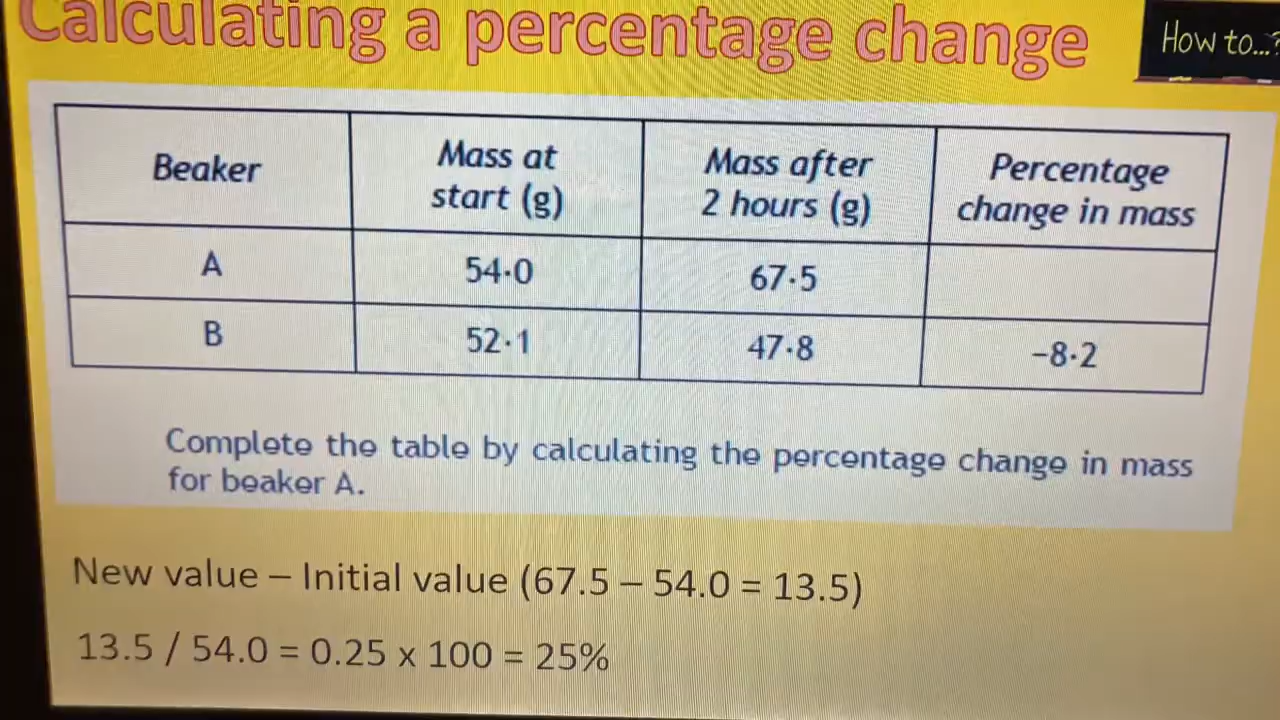 Calculating a percentage change
How to...?
Beaker
Mass at
start (g)
Mass after
2 hours (g)
Percentage
change in mass
A
54·0
67·5
B
52·1
47·8
–8·2
Complete the table by calculating the percentage change in mass
for beaker A.
New value – Initial value (67.5 – 54.0 = 13.5)
13.5 / 54.0 = 0.25 x 100 = 25%